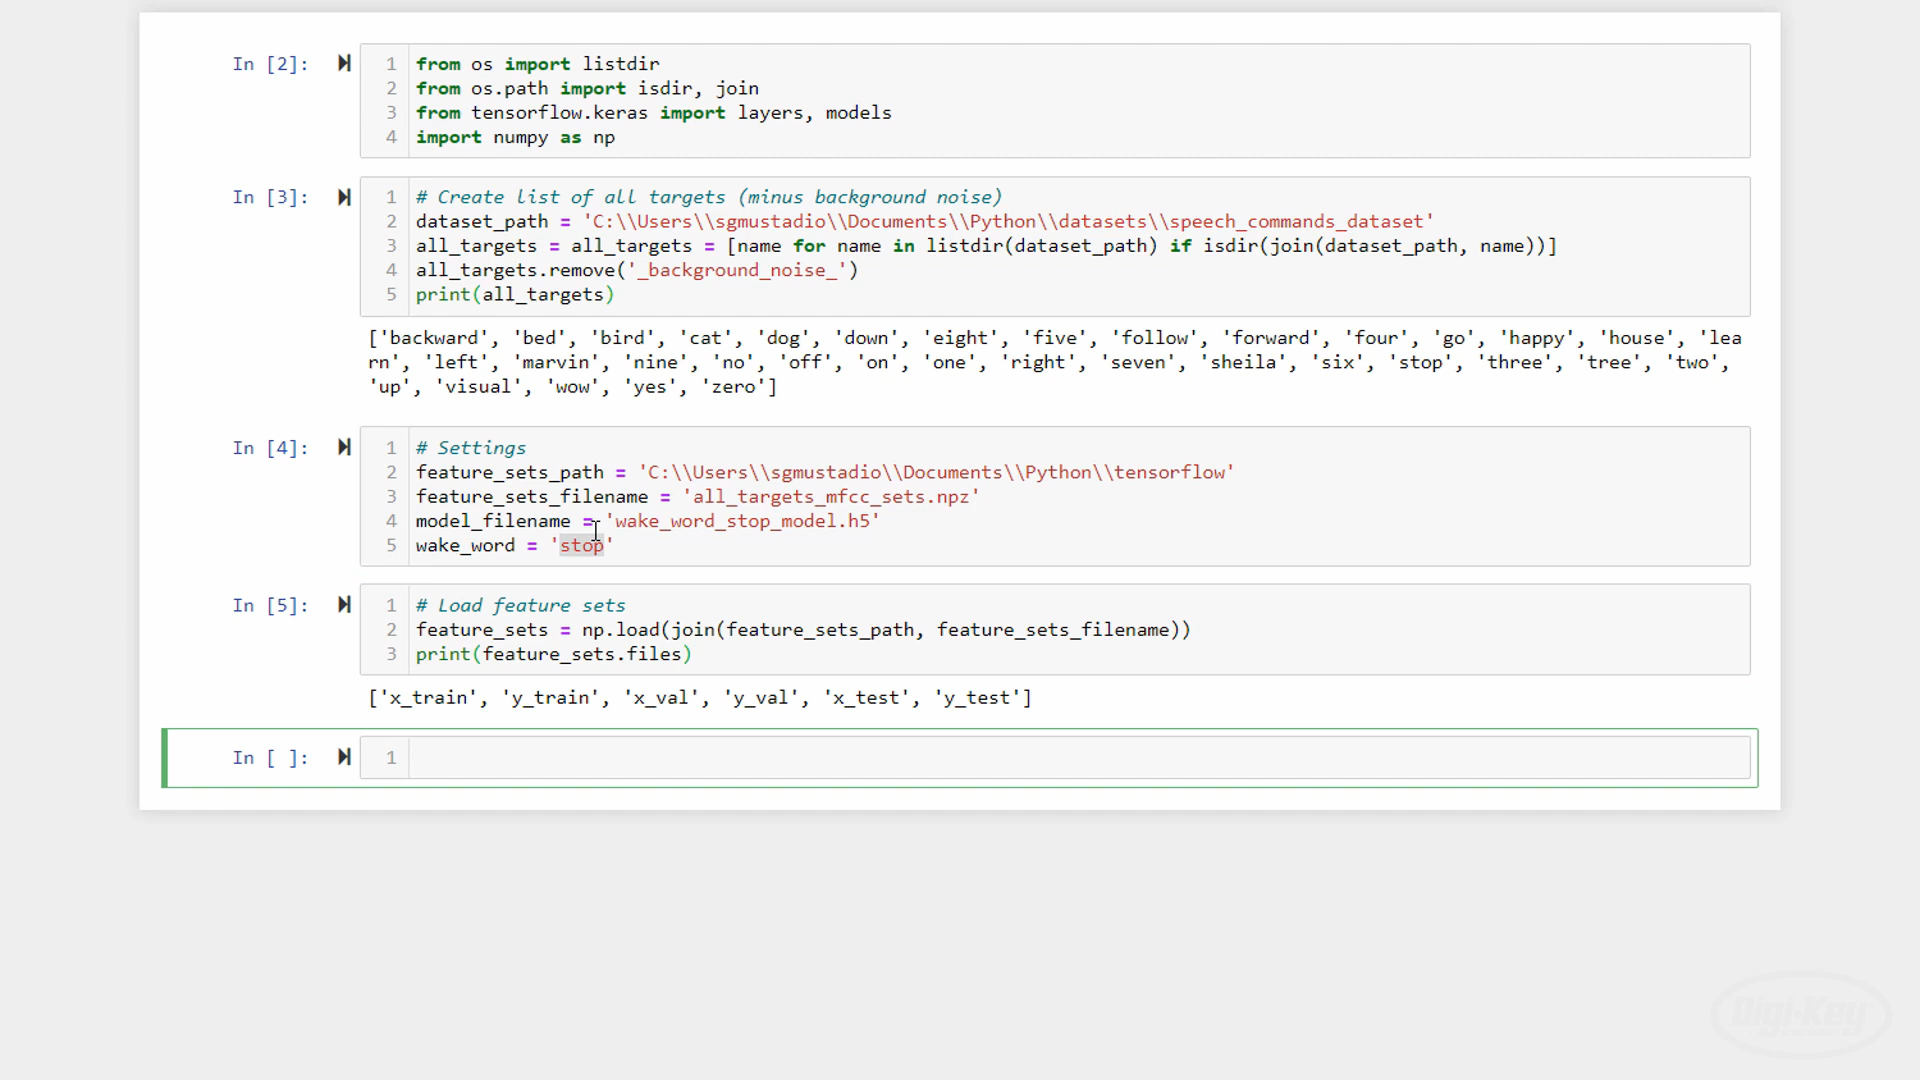 In [2]:
1 from os import listdir
2 from os.path import isdir, join
3 from tensorflow.keras import layers, models
4 import numpy as np
In [3]:
1 # Create list of all targets (minus background noise)
2 dataset_path = 'C:\\Users\\sgmustadio\\Documents\\Python\\datasets\\speech_commands_dataset'
3 all_targets = all_targets = [name for name in listdir(dataset_path) if isdir(join(dataset_path, name))]
4 all_targets.remove('_background_noise_')
5 print(all_targets)
['backward', 'bed', 'bird', 'cat', 'dog', 'down', 'eight', 'five', 'follow', 'forward', 'four', 'go', 'happy', 'house', 'lea
rn', 'left', 'marvin', 'nine', 'no', 'off', 'on', 'one', 'right', 'seven', 'sheila', 'six', 'stop', 'three', 'tree', 'two',
'up', 'visual', 'wow', 'yes', 'zero']
In [4]:
1 # Settings
2 feature_sets_path = 'C:\\Users\\sgmustadio\\Documents\\Python\\tensorflow'
3 feature_sets_filename = 'all_targets_mfcc_sets.npz'
4 model_filename = 'wake_word_stop_model.h5'
5 wake_word = 'stop'
In [5]:
1 # Load feature sets
2 feature_sets = np.load(join(feature_sets_path, feature_sets_filename))
3 print(feature_sets.files)
['x_train', 'y_train', 'x_val', 'y_val', 'x_test', 'y_test']
In [ ]:
1
Digi-Key